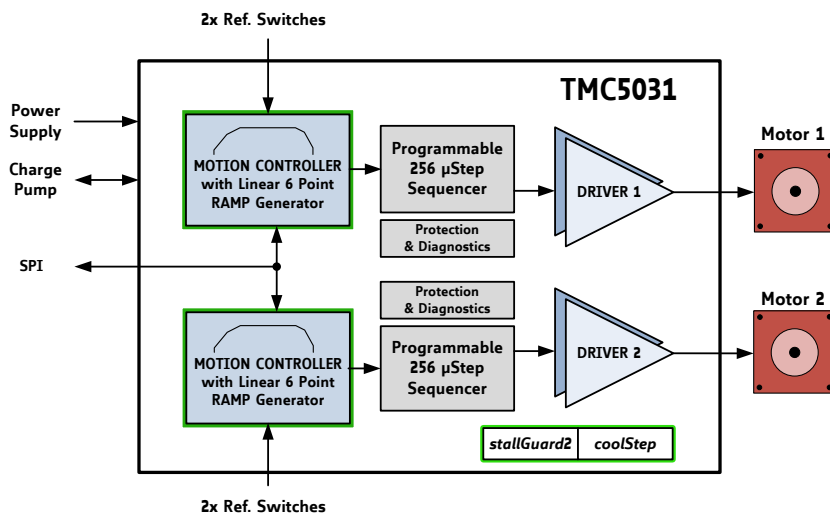 2x Ref. Switches
TMC5031
Power
Supply
Charge
Pump
SPI
MOTION CONTROLLER
with Linear 6 Point
RAMP Generator
Programmable
256 µStep
Sequencer
DRIVER 1
Motor 1
Protection
& Diagnostics
Protection
& Diagnostics
MOTION CONTROLLER
with Linear 6 Point
RAMP Generator
Programmable
256 µStep
Sequencer
DRIVER 2
Motor 2
stallGuard2
coolStep
2x Ref. Switches